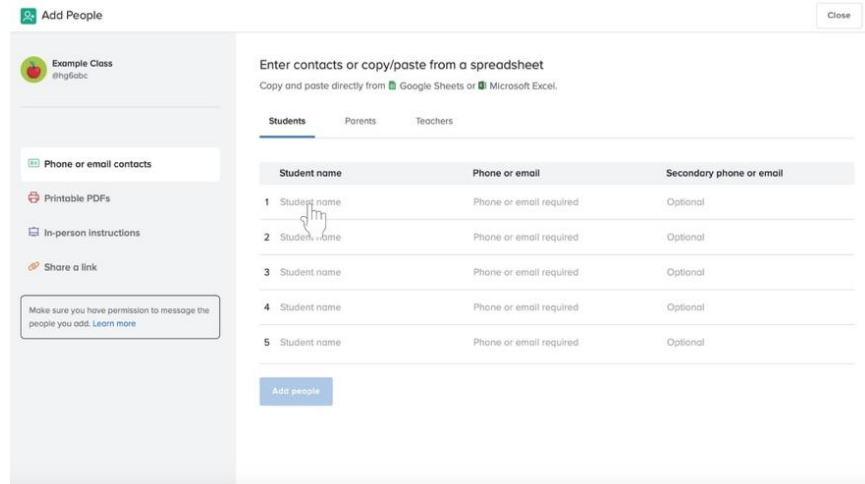 Add People
Close
Example Class
@hg6abc
Phone or email contacts
Printable PDFs
In-person instructions
Share a link
Make sure you have permission to message the
people you add. Learn more
Enter contacts or copy/paste from a spreadsheet
Copy and paste directly from Google Sheets or Microsoft Excel.
Students Parents Teachers
Student name Phone or email Secondary phone or email
1 Student name Phone or email required Optional
2 Student name Phone or email required Optional
3 Student name Phone or email required Optional
4 Student name Phone or email required Optional
5 Student name Phone or email required Optional
Add people